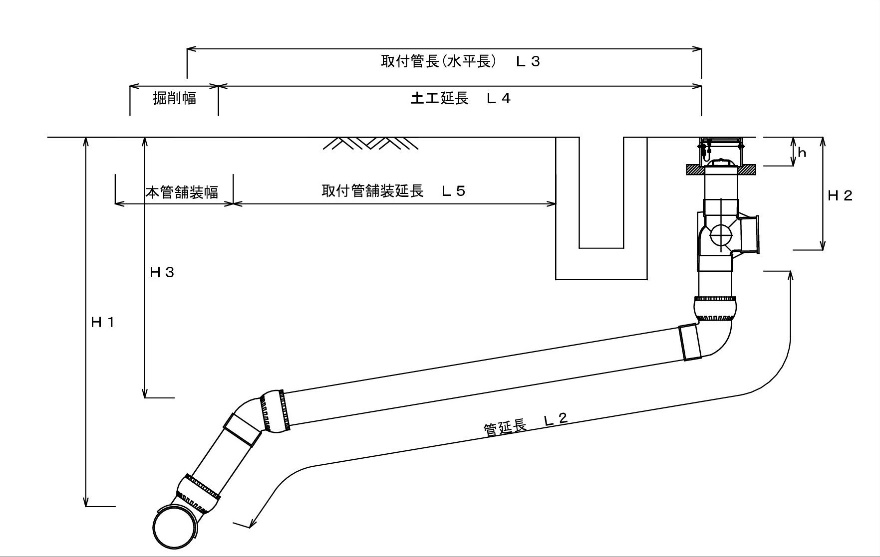 取付管長(水平長) Ｌ３
掘削幅
土工延長 Ｌ４
ｈ
本管舗装幅
取付管舗装延長 Ｌ５
Ｈ２
Ｈ３
Ｈ１
管延長 Ｌ２